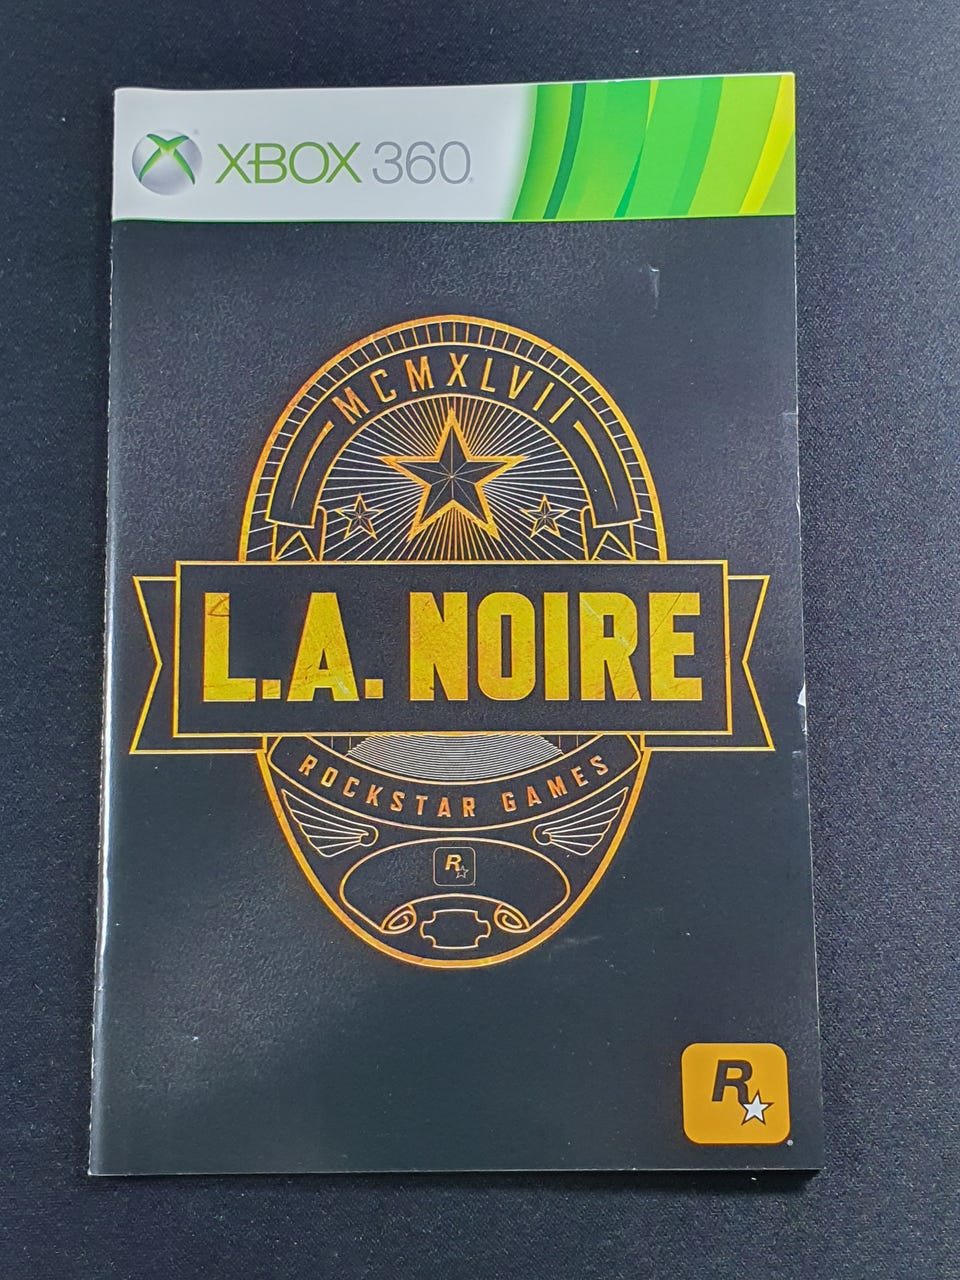 XBOX 360
MCMXLVII
L.A. NOIRE
ROCKSTAR GAMES
R
R